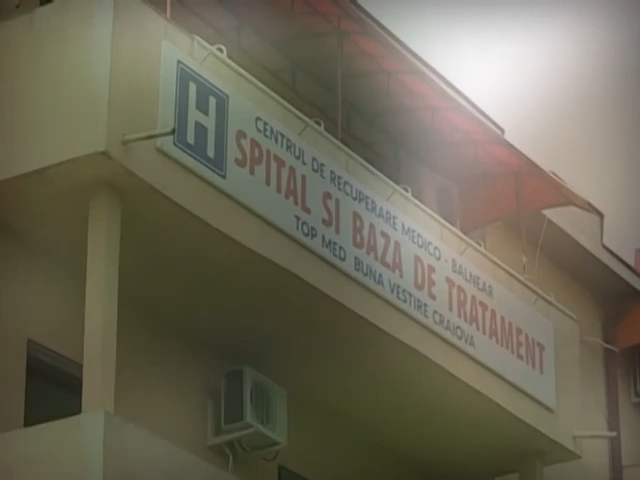 H
CENTRUL DE RECUPERARE MEDICO - BALNEAR
SPITAL SI BAZA DE TRATAMENT
TOP MED BUNA VESTIRE CRAIOVA